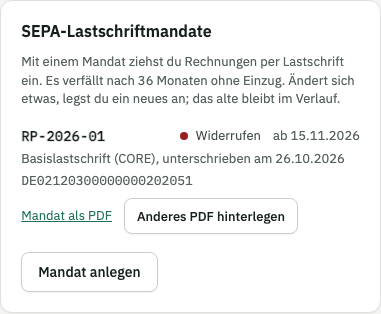 SEPA-Lastschriftmandate
Mit einem Mandat ziehst du Rechnungen per Lastschrift
ein. Es verfällt nach 36 Monaten ohne Einzug. Ändert sich
etwas, legst du ein neues an; das alte bleibt im Verlauf.
RP-2026-01 Widerrufen ab 15.11.2026
Basislastschrift (CORE), unterschrieben am 26.10.2026
DE02120300000000202051
Mandat als PDF Anderes PDF hinterlegen
Mandat anlegen